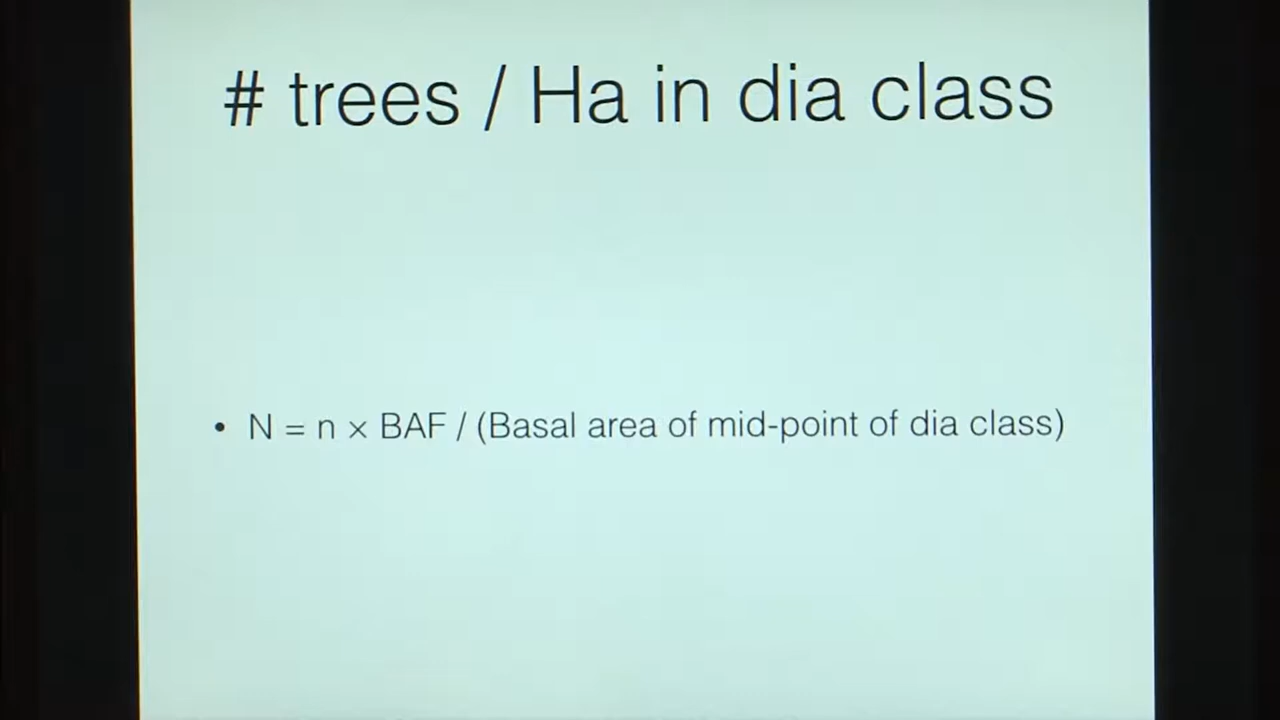 # trees / Ha in dia class
• N = n × BAF / (Basal area of mid-point of dia class)